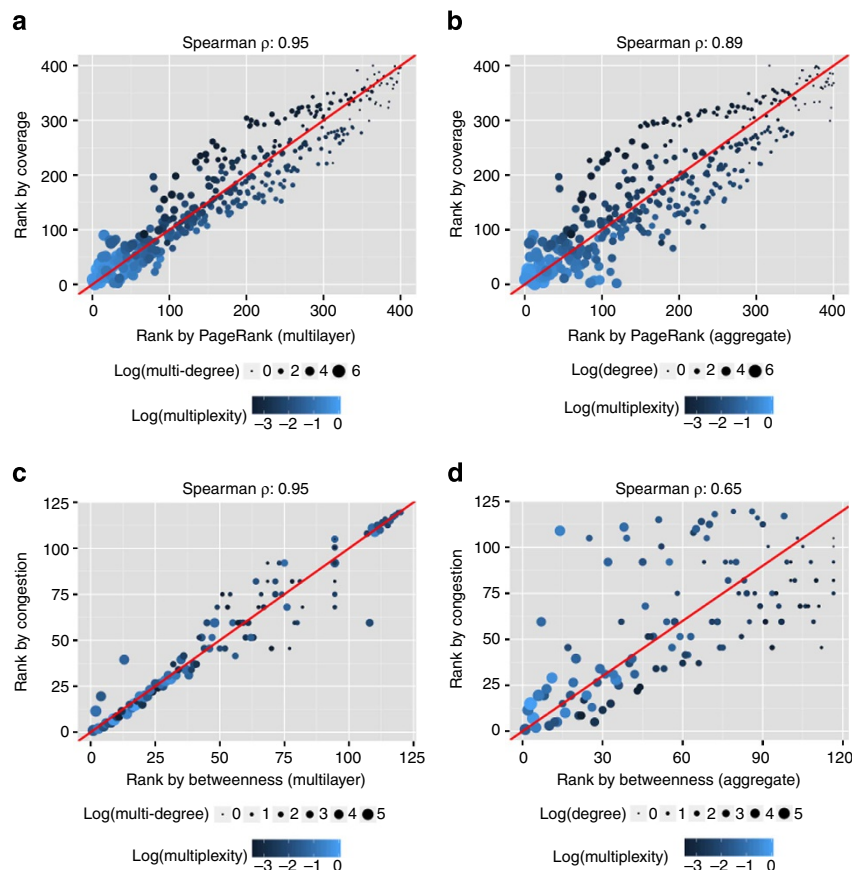 a
Spearman ρ: 0.95
400
300
200
100
0
Rank by coverage
0 100 200 300 400
Rank by PageRank (multilayer)
Log(multi-degree) 0 2 4 6
Log(multiplexity)
−3 −2 −1 0
b
Spearman ρ: 0.89
400
300
200
100
0
Rank by coverage
0 100 200 300 400
Rank by PageRank (aggregate)
Log(degree) 0 2 4 6
Log(multiplexity)
−3 −2 −1 0
c
Spearman ρ: 0.95
125
100
75
50
25
0
Rank by congestion
0 25 50 75 100 125
Rank by betweenness (multilayer)
Log(multi-degree) 0 1 2 3 4 5
Log(multiplexity)
−3 −2 −1 0
d
Spearman ρ: 0.65
125
100
75
50
25
0
Rank by congestion
0 30 60 90 120
Rank by betweenness (aggregate)
Log(degree) 0 1 2 3 4 5
Log(multiplexity)
−3 −2 −1 0